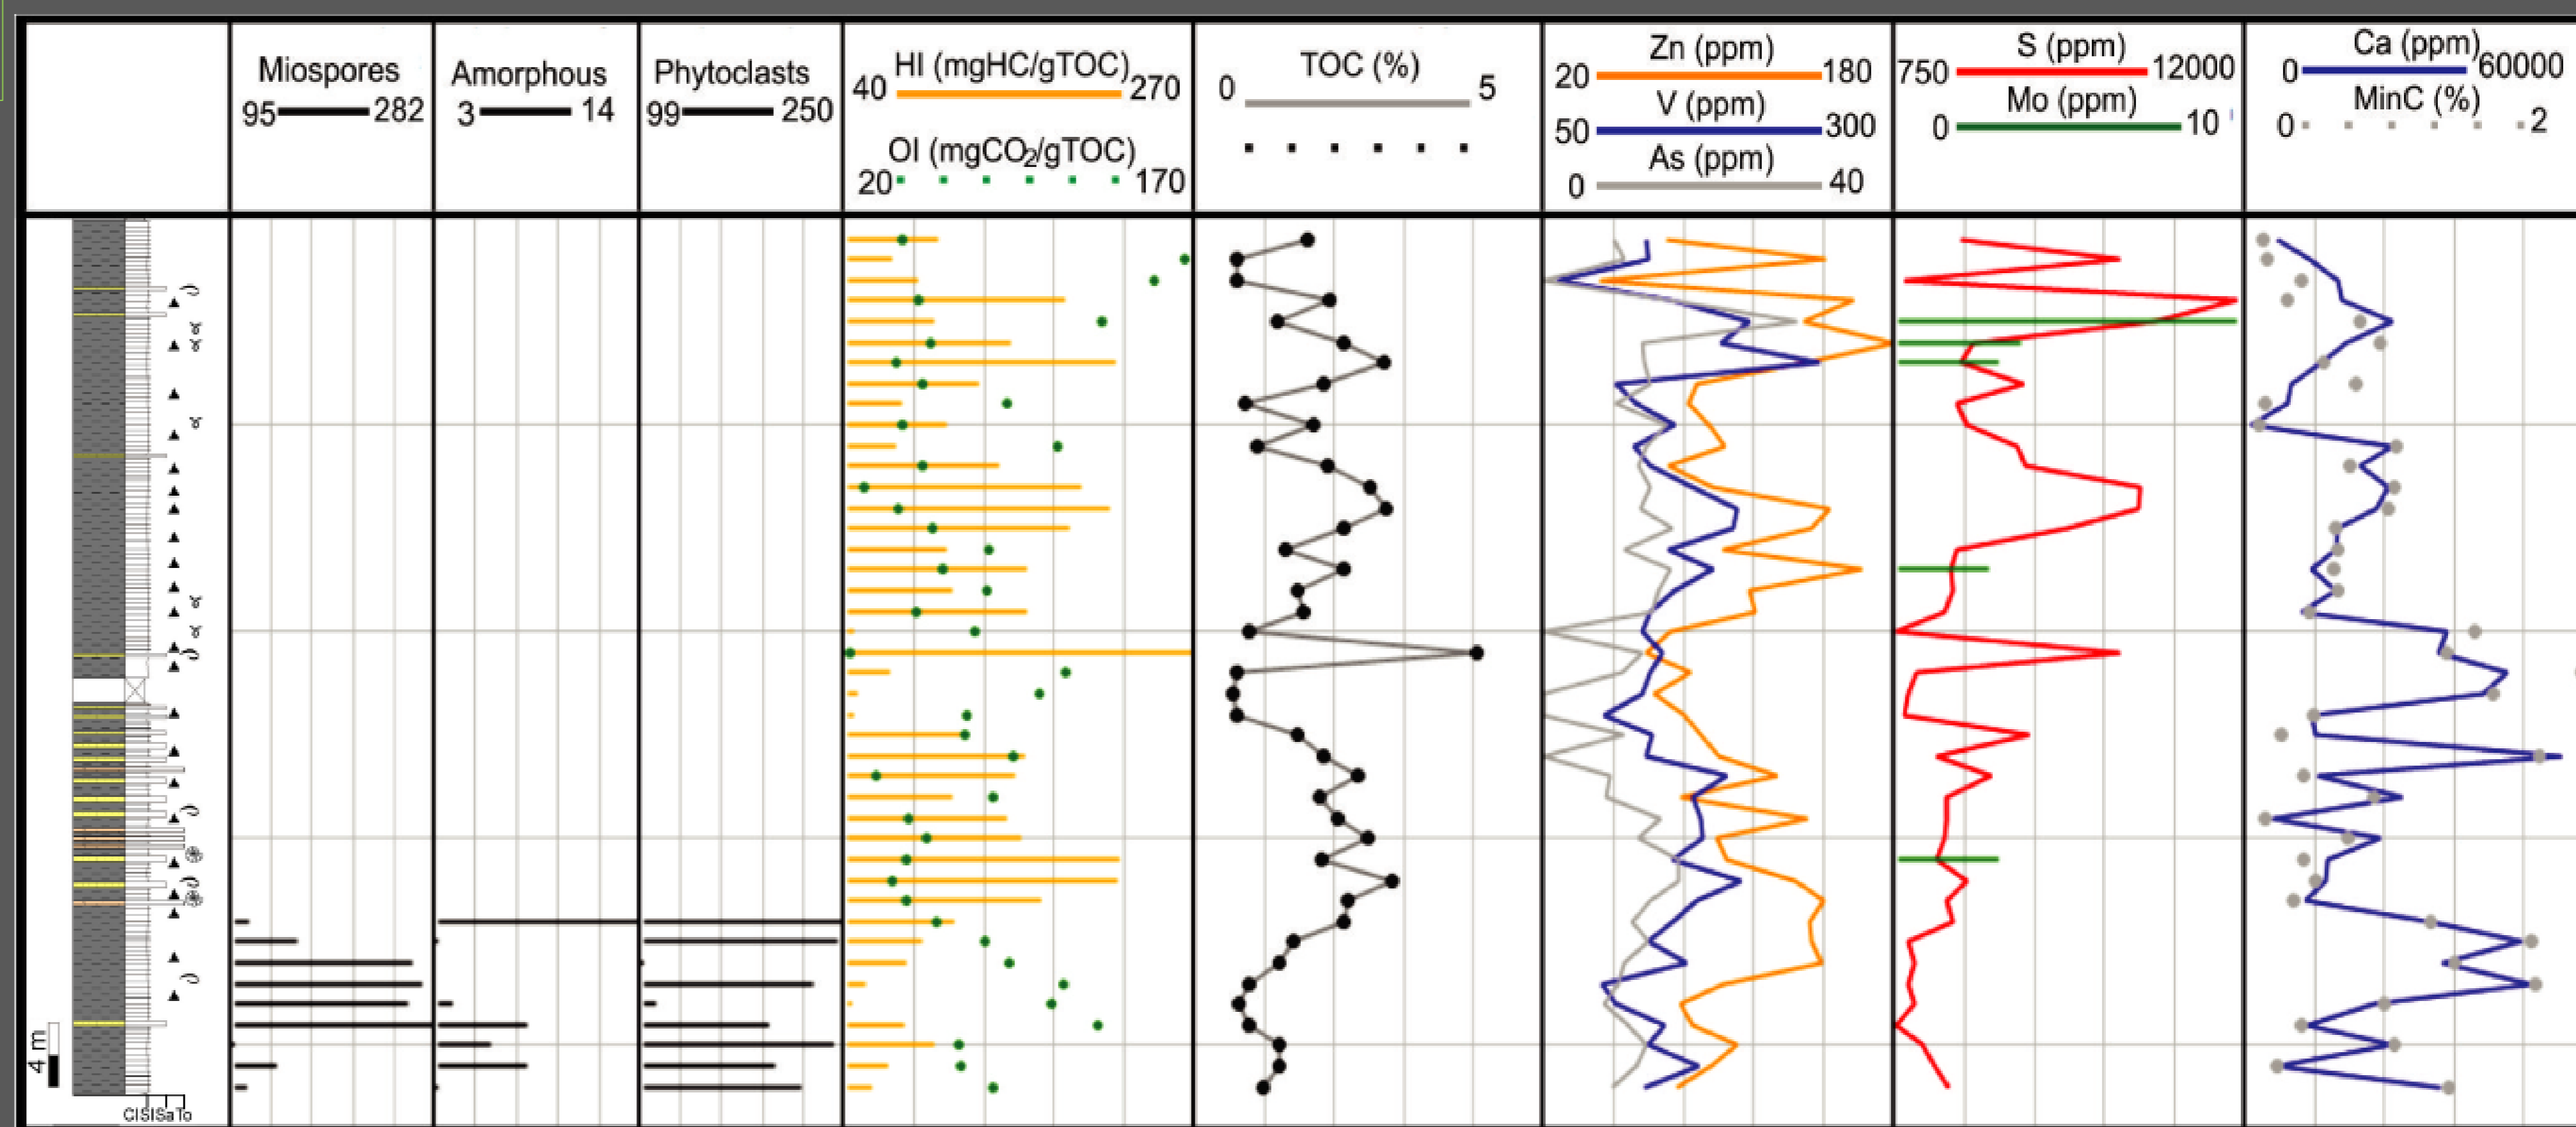 Miospores
95 282
Amorphous
3 14
Phytoclasts
99 250
HI (mgHC/gTOC)
40 270
OI (mgCO2/gTOC)
20 170
TOC (%)
0 5
Zn (ppm)
20 180
V (ppm)
50 300
As (ppm)
0 40
S (ppm)
750 12000
Mo (ppm)
0 10
Ca (ppm)
0 60000
MinC (%)
0 2
4 m
ClSlSaTo